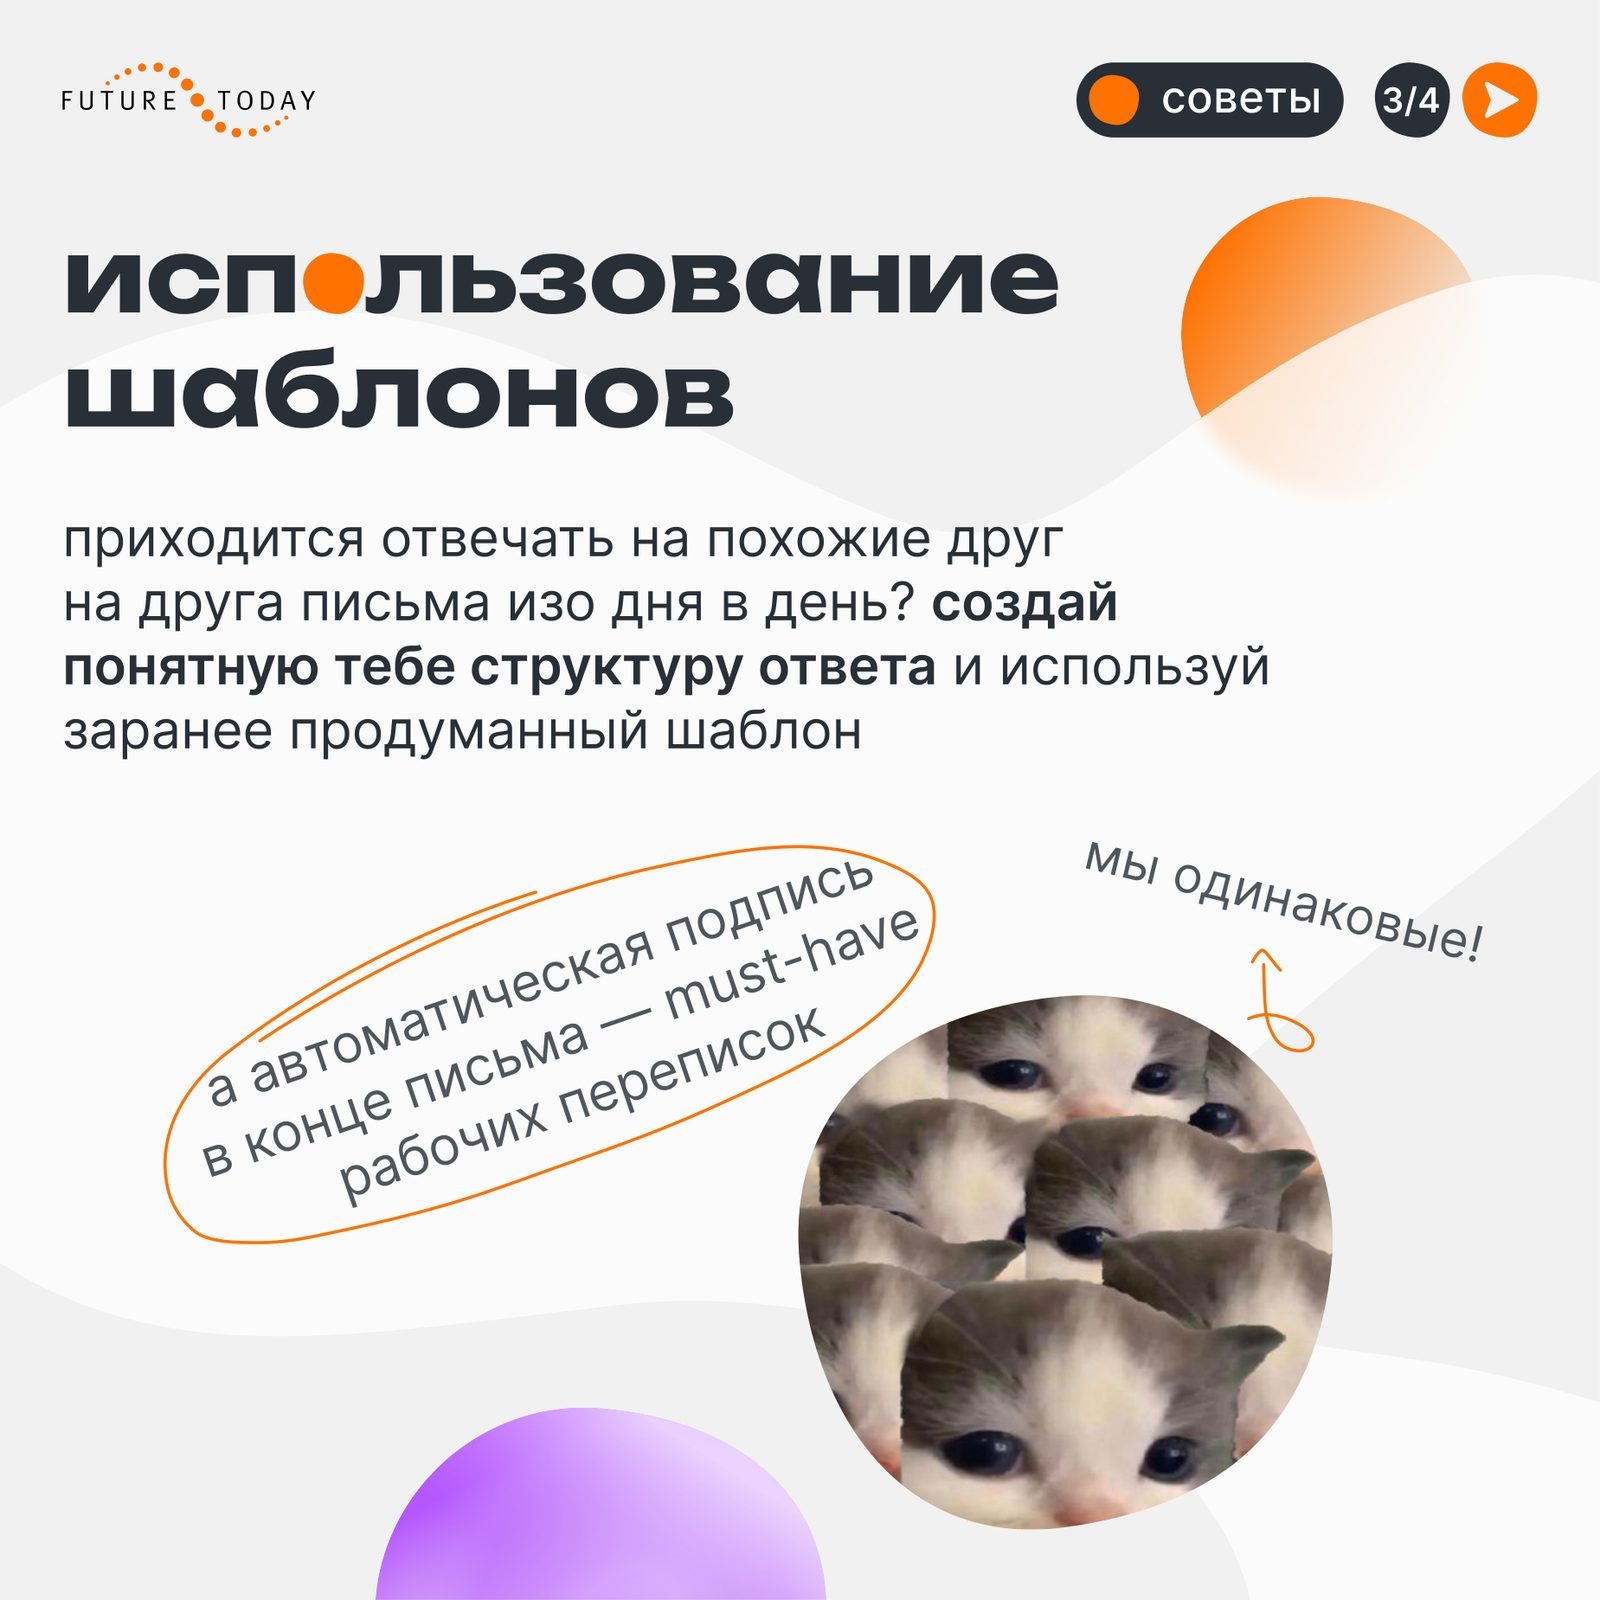 FUTURE TODAY
советы
3/4
использование
шаблонов
приходится отвечать на похожие друг
на друга письма изо дня в день? создай
понятную тебе структуру ответа и используй
заранее продуманный шаблон
а автоматическая подпись
в конце письма — must-have
рабочих переписок
мы одинаковые!